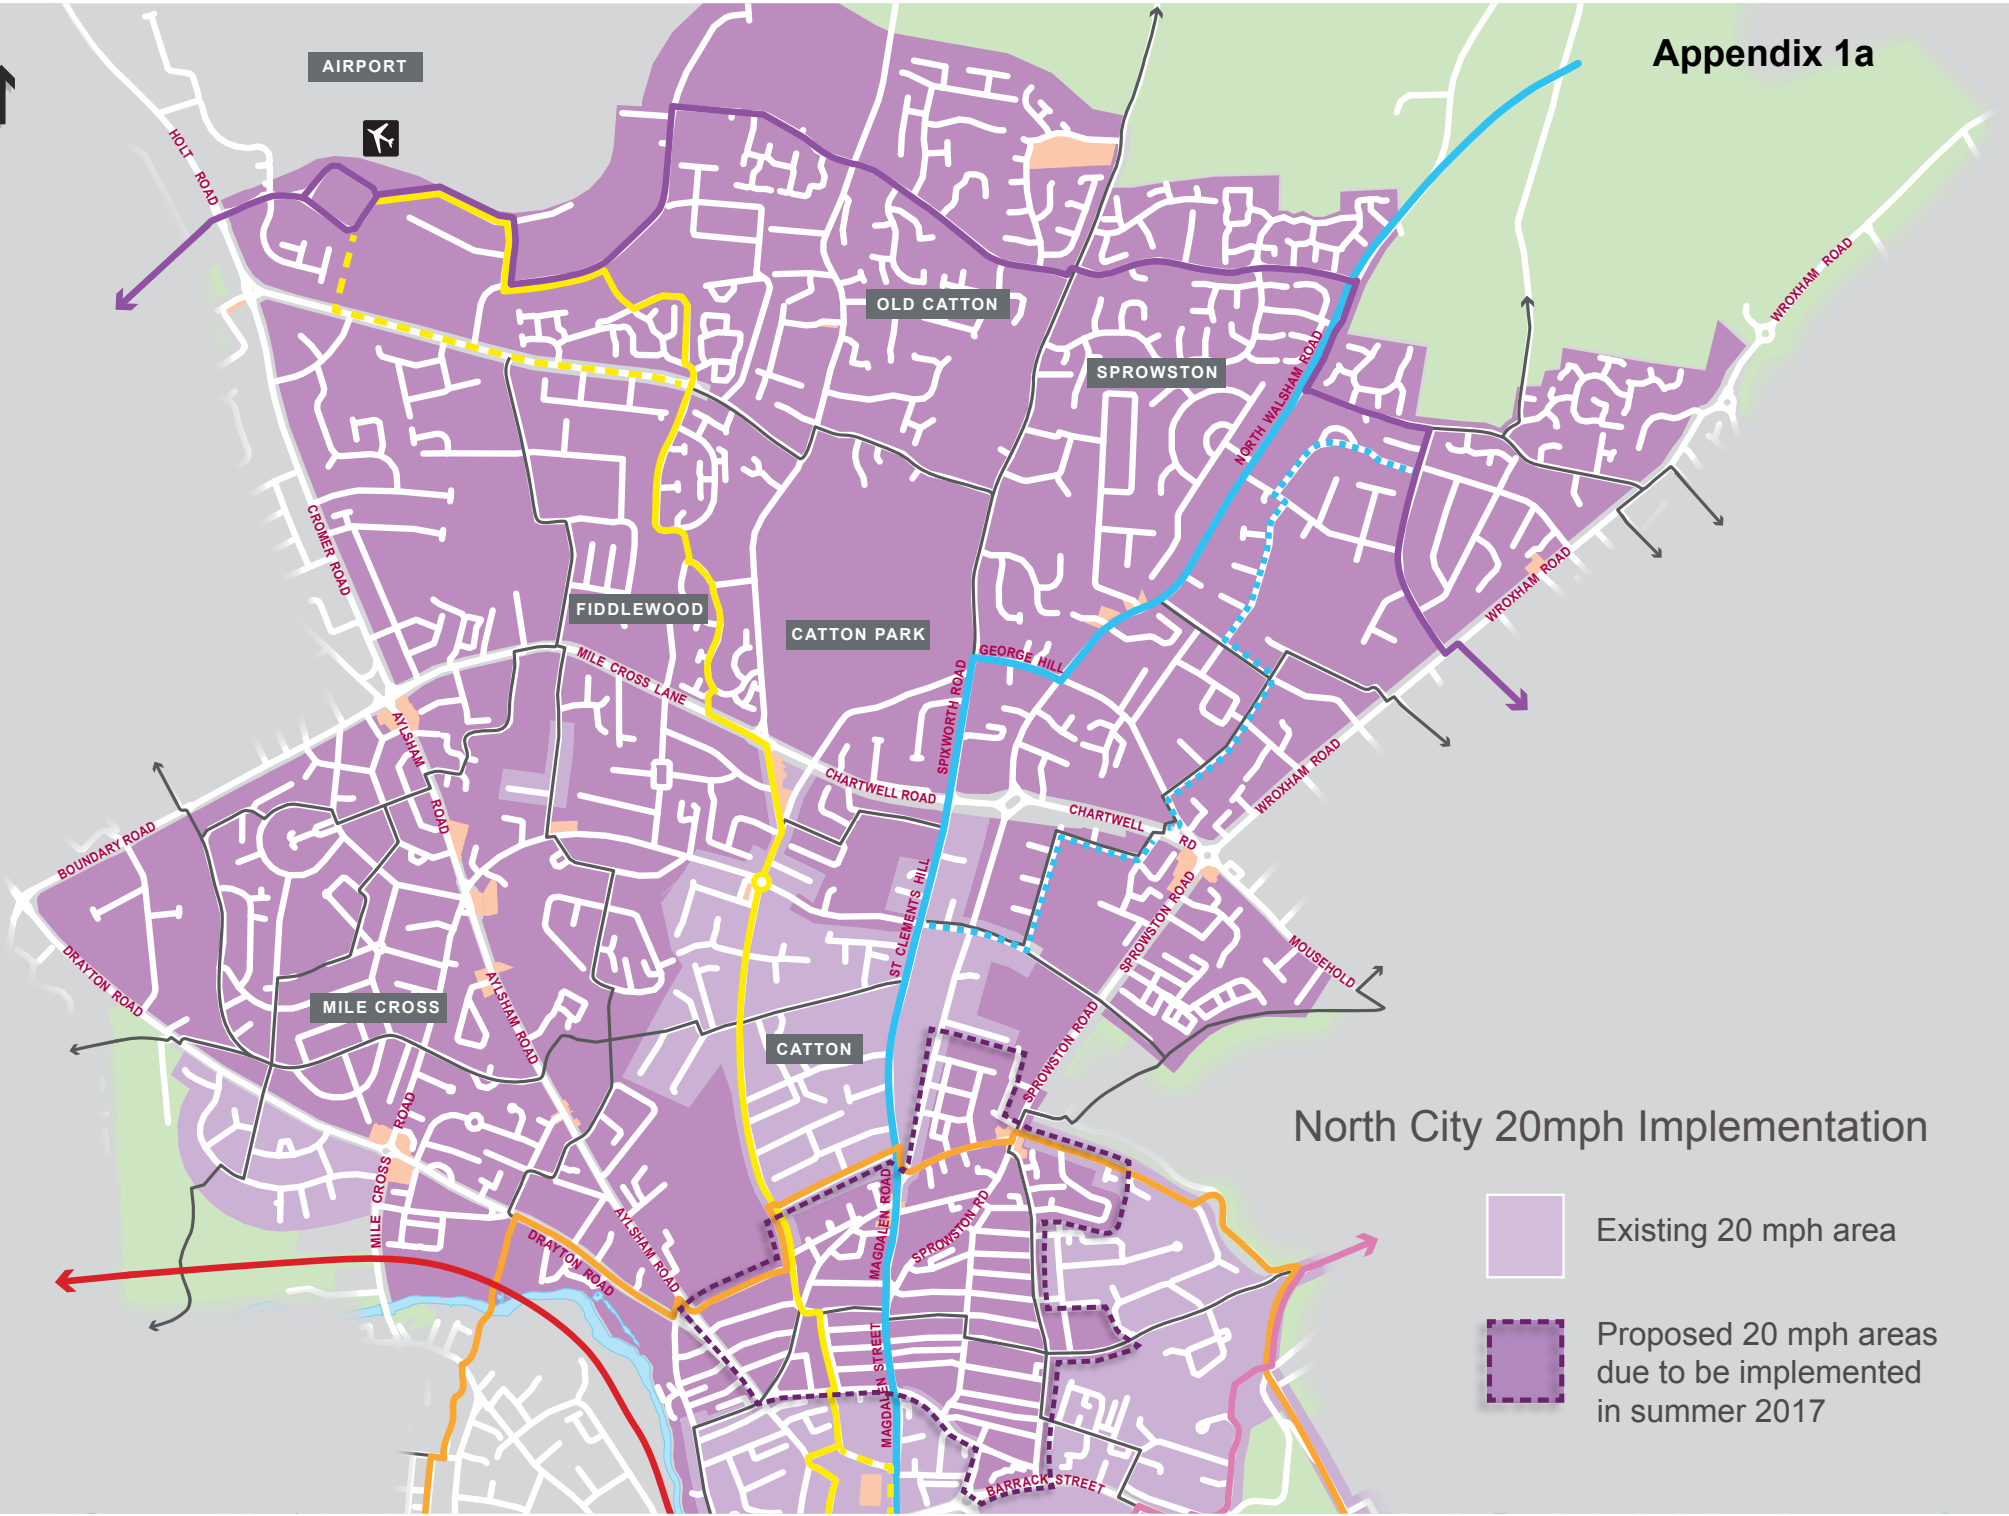 Appendix 1a
AIRPORT
HOLT ROAD
WROXHAM ROAD
OLD CATTON
SPROWSTON
NORTH WALSHAM ROAD
CROMER ROAD
WROXHAM ROAD
FIDDLEWOOD
CATTON PARK
MILE CROSS LANE
GEORGE HILL
SPIXWORTH ROAD
AYLSHAM
ROAD
CHARTWELL ROAD
CHARTWELL
RD
WROXHAM ROAD
BOUNDARY ROAD
ST CLEMENTS HILL
SPROWSTON ROAD
MOUSEHOLD
DRAYTON ROAD
MILE CROSS
AYLSHAM ROAD
CATTON
SPROWSTON ROAD
MILE CROSS
ROAD
North City 20mph Implementation
Existing 20 mph area
MAGDALEN ROAD
SPROWSTON RD
AYLSHAM ROAD
DRAYTON ROAD
MAGDALEN STREET
MAGDALEN STREET
BARRACK STREET
Proposed 20 mph areas
due to be implemented
in summer 2017